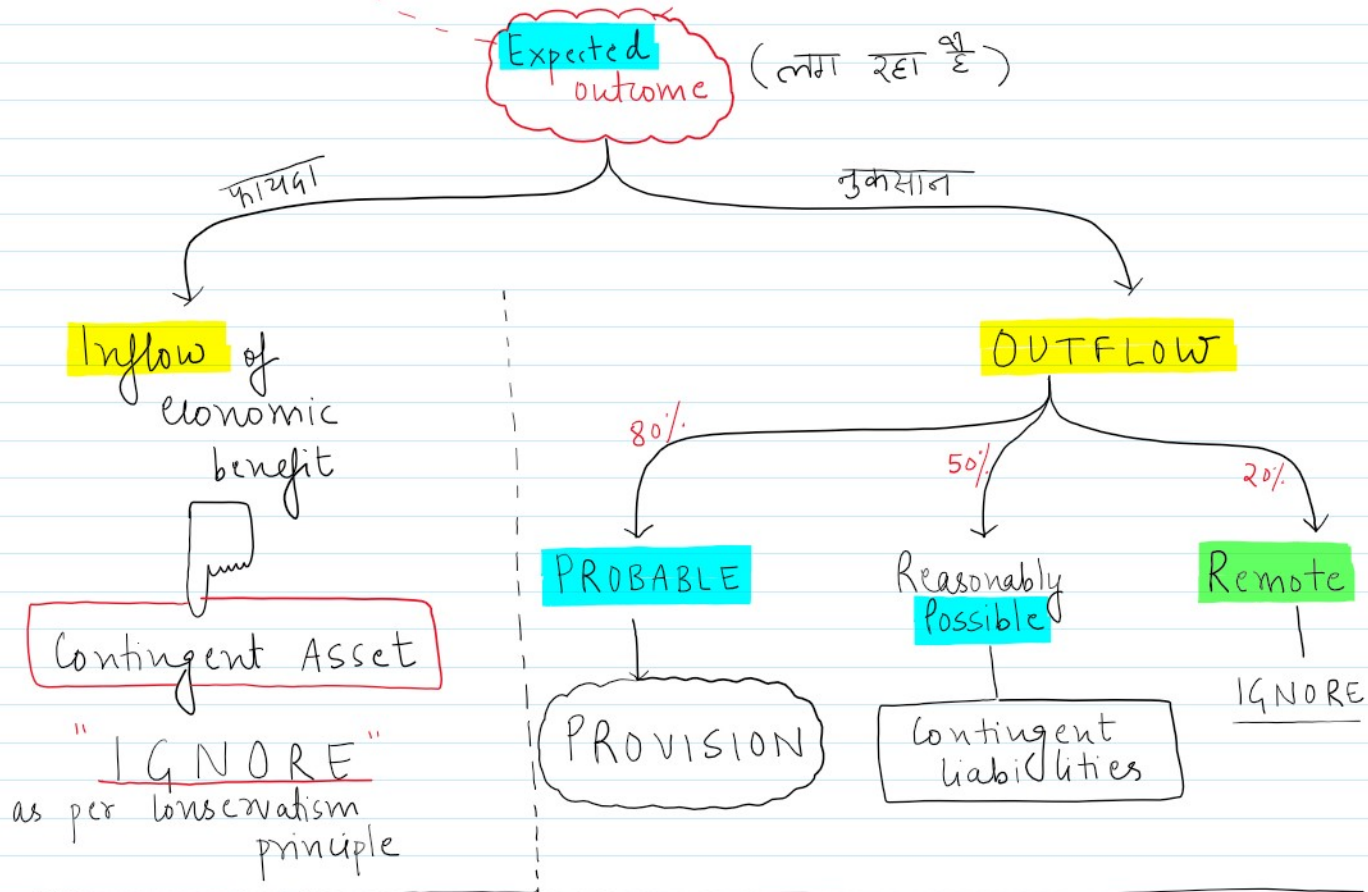 Expected
outcome
(लग रहा है)
फायदा
नुकसान
Inflow of
economic
benefit
OUTFLOW
80%
50%
20%
PROBABLE
Reasonably
Possible
Remote
Contingent Asset
PROVISION
Contingent
liabilities
IGNORE
"IGNORE"
as per conservatism
principle